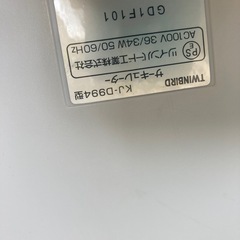 TWINBIRD
サーキュレーター
KJ-D994型
AC100V 36/34W 50/60Hz
ツインバード工業株式会社
PS
E
GD1F101